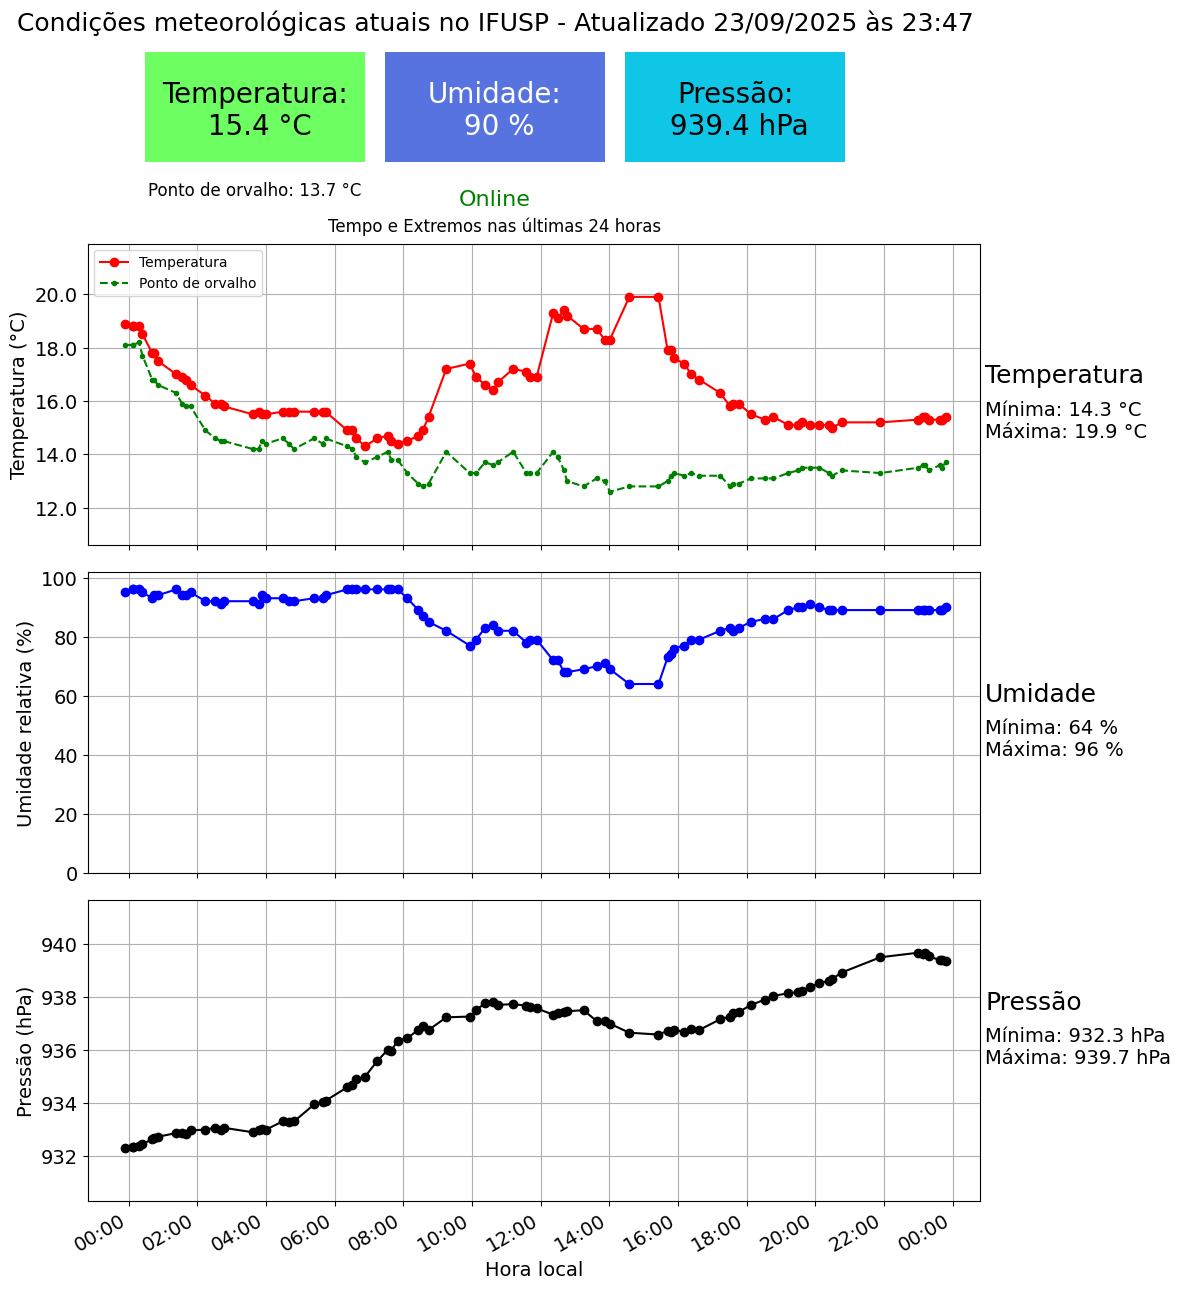 Condições meteorológicas atuais no IFUSP - Atualizado 23/09/2025 às 23:47
Temperatura:
15.4 °C
Umidade:
90 %
Pressão:
939.4 hPa
Ponto de orvalho: 13.7 °C
Online
Tempo e Extremos nas últimas 24 horas
Temperatura
Ponto de orvalho
Temperatura (°C)
20.0
18.0
16.0
14.0
12.0
Temperatura
Mínima: 14.3 °C
Máxima: 19.9 °C
Umidade relativa (%)
100
80
60
40
20
0
Umidade
Mínima: 64 %
Máxima: 96 %
Pressão (hPa)
940
938
936
934
932
Pressão
Mínima: 932.3 hPa
Máxima: 939.7 hPa
00:00 02:00 04:00 06:00 08:00 10:00 12:00 14:00 16:00 18:00 20:00 22:00 00:00
Hora local